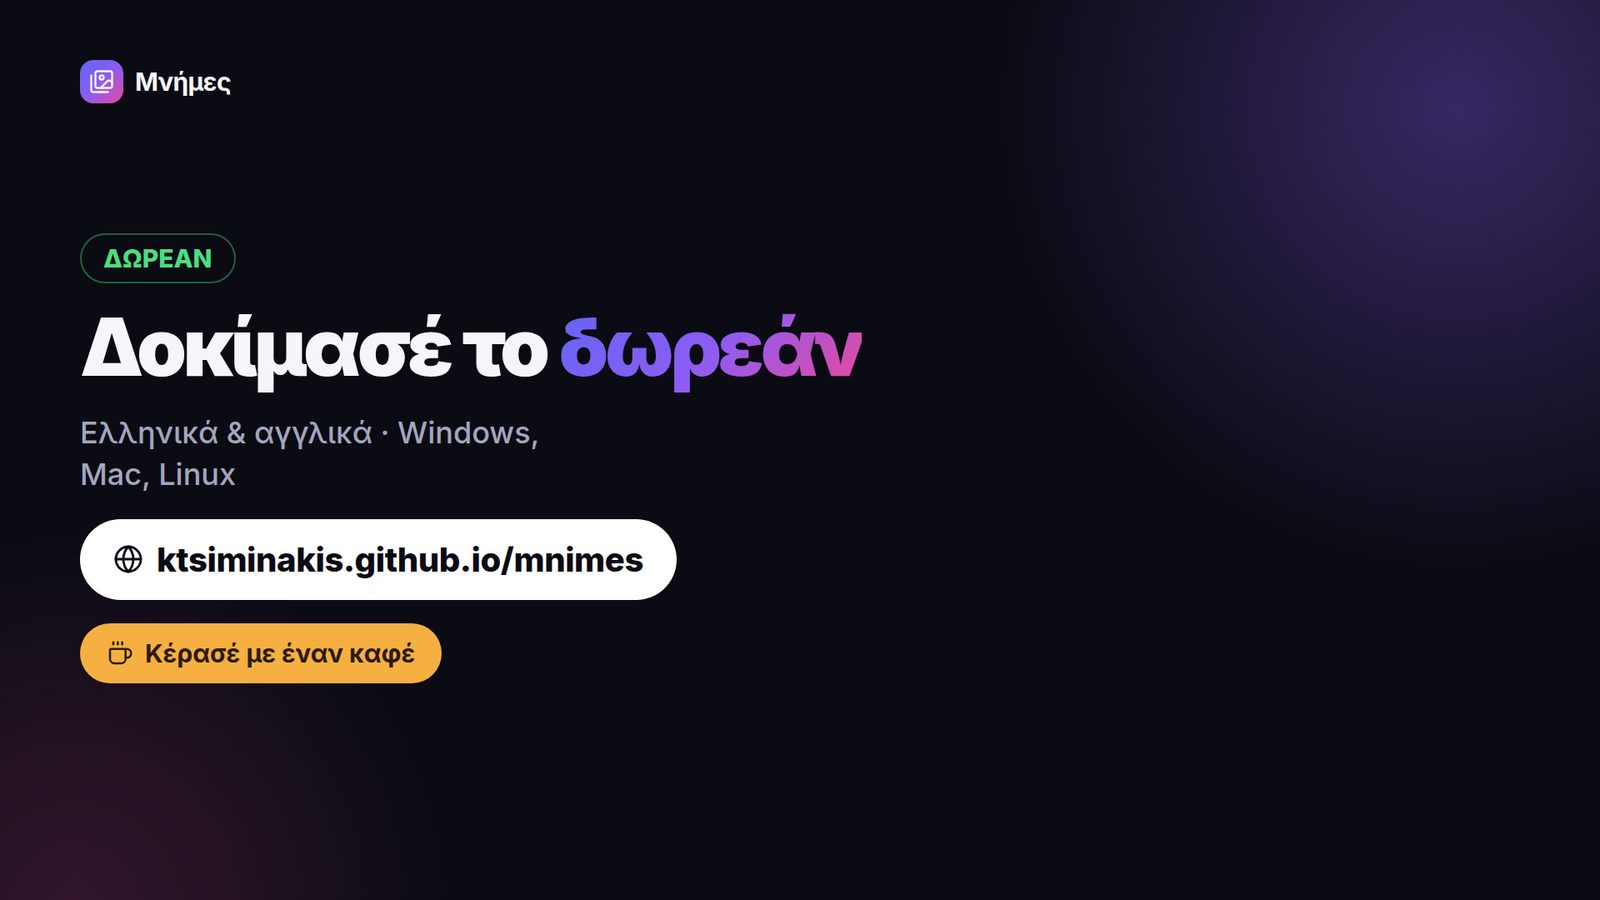 Μνήμες
ΔΩΡΕΑΝ
Δοκίμασέ το δωρεάν
Ελληνικά & αγγλικά · Windows,
Mac, Linux
ktsiminakis.github.io/mnimes
Κέρασέ με έναν καφέ